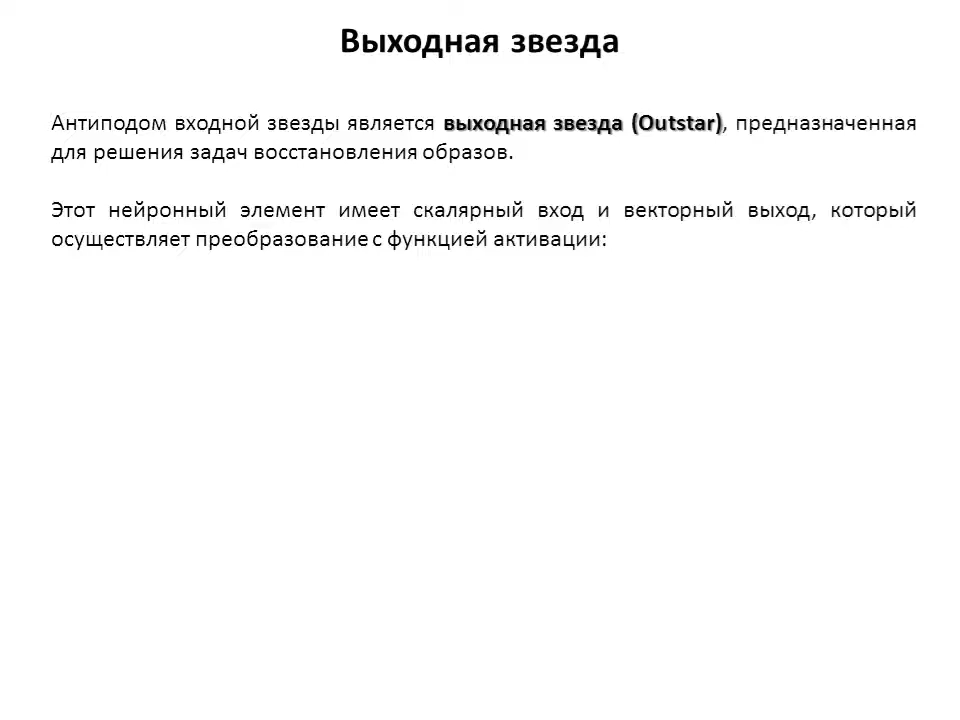 Выходная звезда
Антиподом входной звезды является выходная звезда (Outstar), предназначенная
для решения задач восстановления образов.
Этот нейронный элемент имеет скалярный вход и векторный выход, который
осуществляет преобразование с функцией активации: